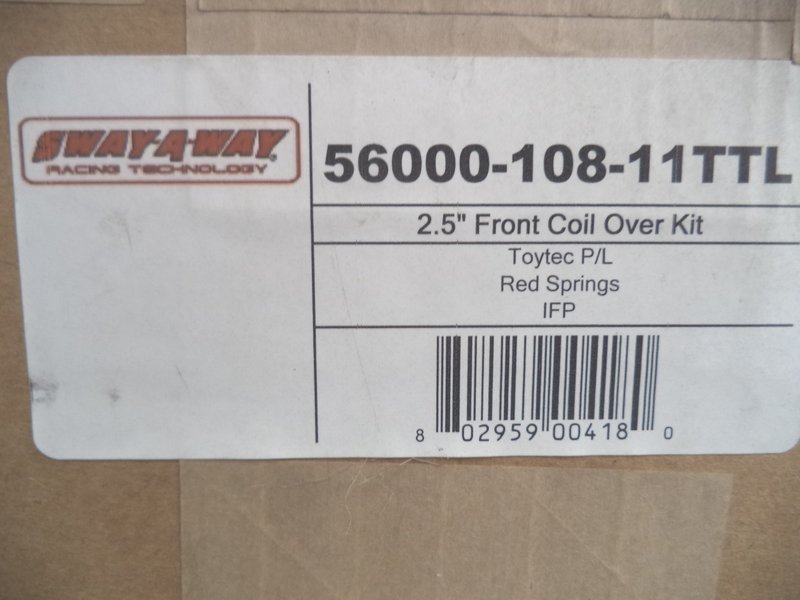 SWAY-A-WAY
RACING TECHNOLOGY
56000-108-11TTL
2.5" Front Coil Over Kit
Toytec P/L
Red Springs
IFP
8 02959 00418 0